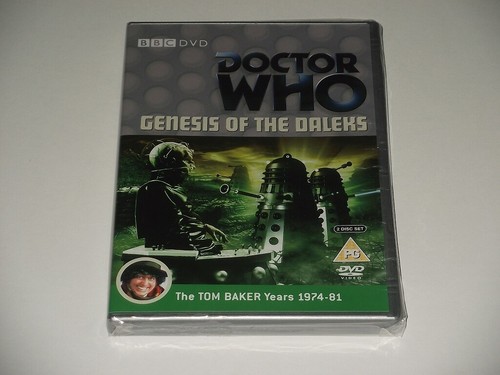 BBC DVD
DOCTOR
WHO
GENESIS OF THE DALEKS
2 DISC SET
PG
DVD
VIDEO
The TOM BAKER Years 1974-81